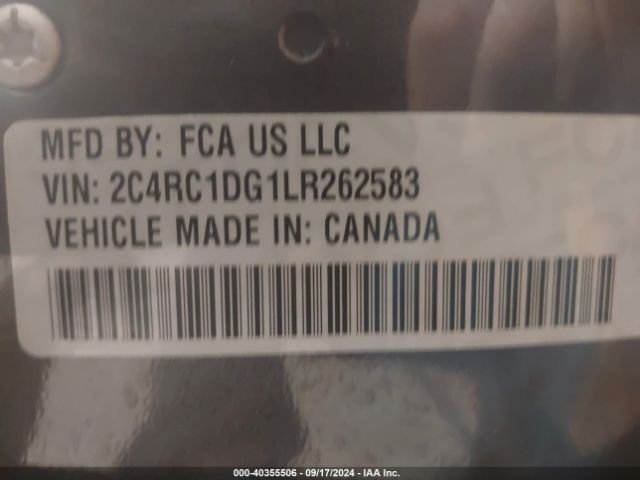 MFD BY: FCA US LLC
VIN: 2C4RC1DG1LR262583
VEHICLE MADE IN: CANADA
000-40355506 - 09/17/2024 - IAA Inc.